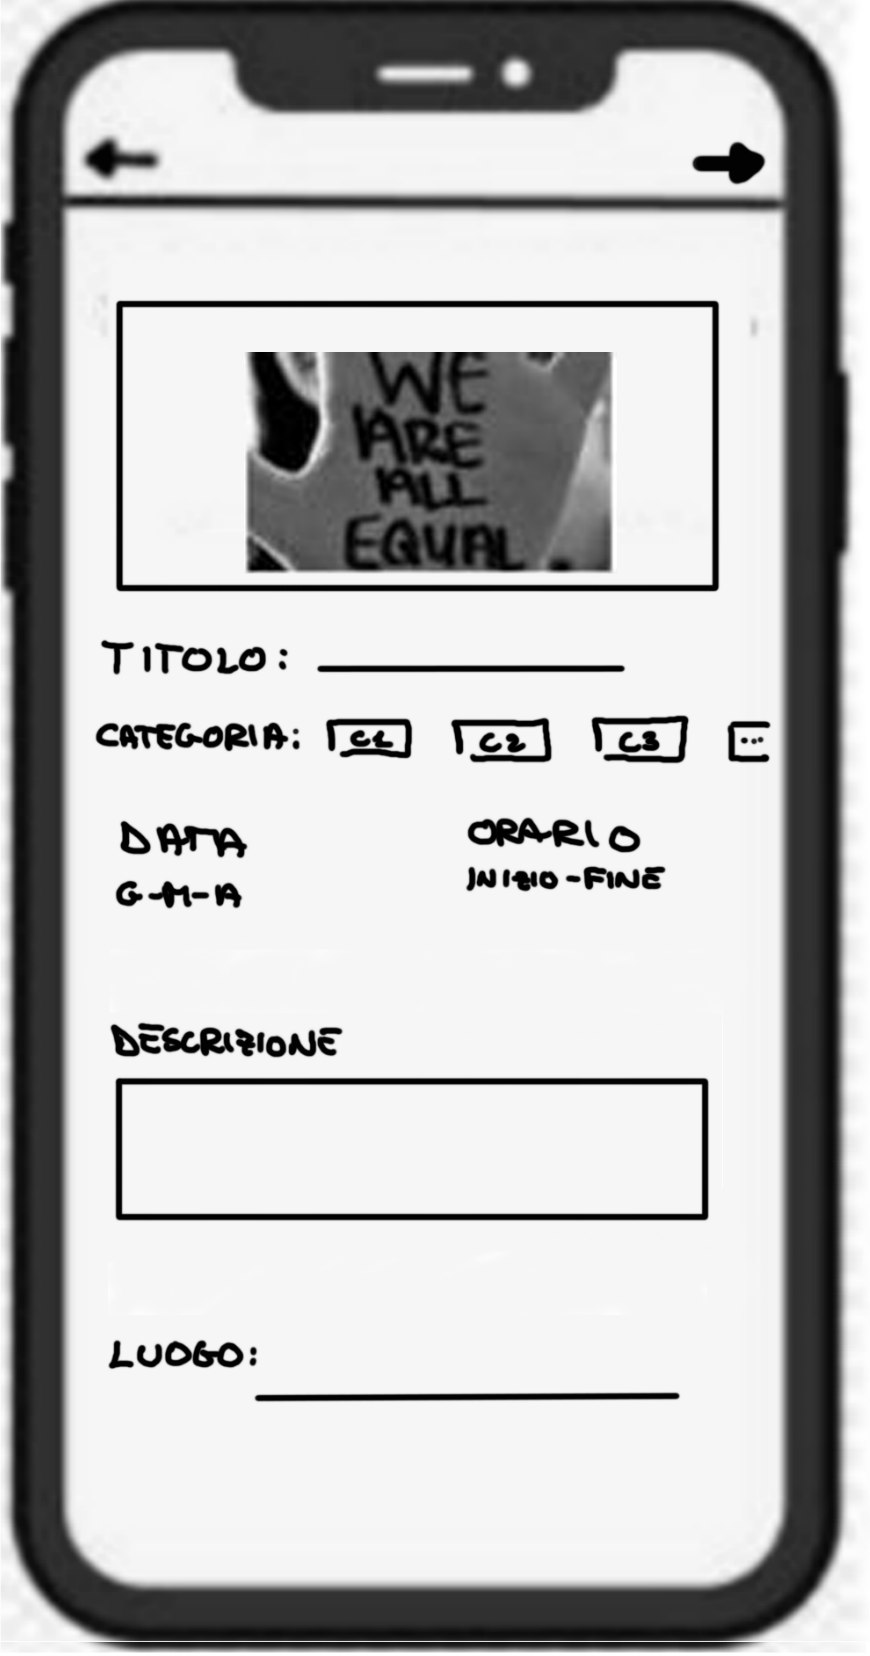 WE
ARE
ALL
EQUAL
TITOLO:
CATEGORIA: C1 C2 C3 ...
DATA ORARIO
G-M-A INIZIO-FINE
DESCRIZIONE
LUOGO: